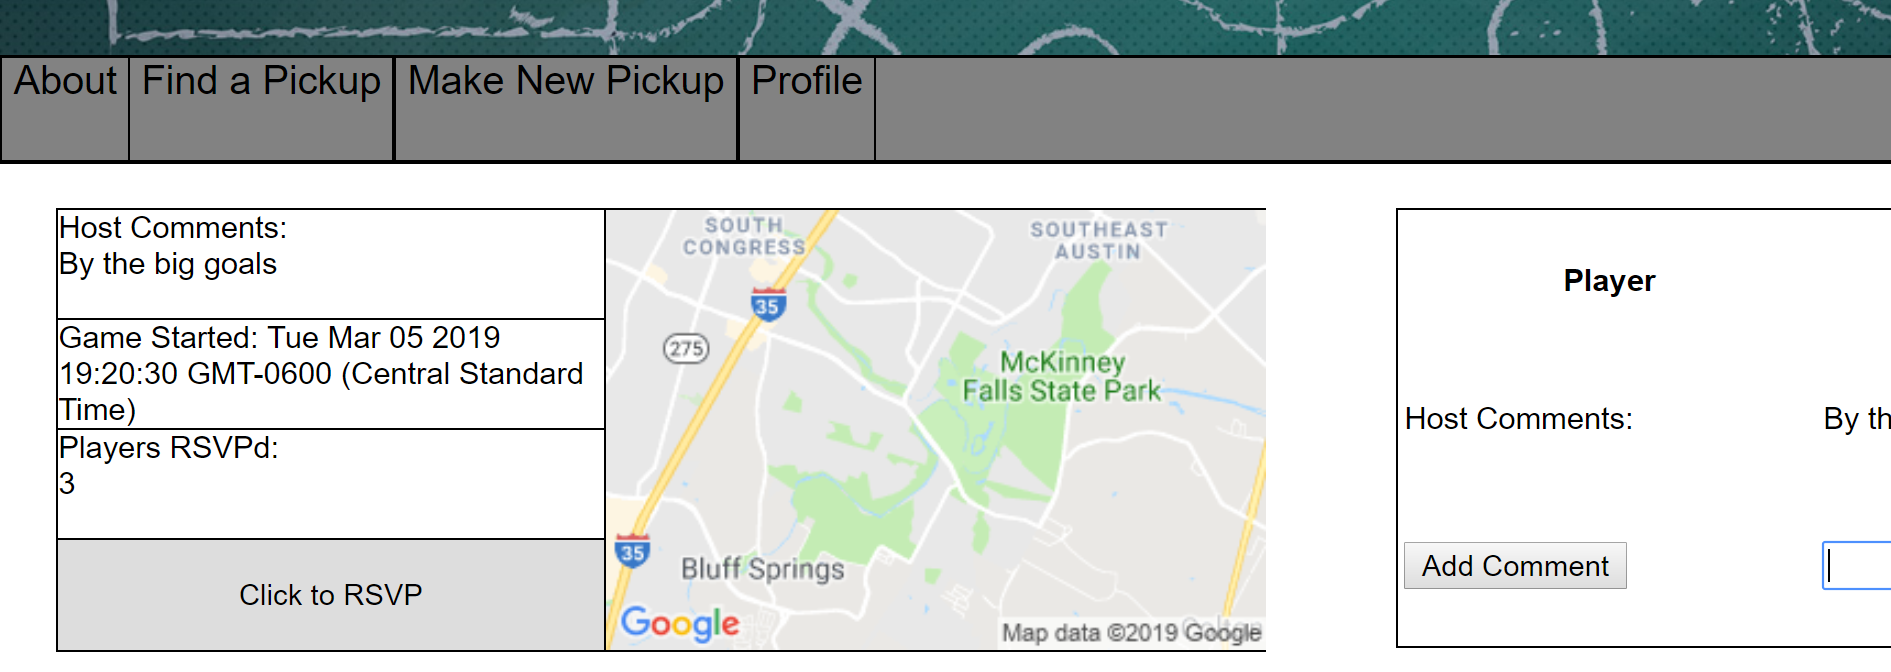 About Find a Pickup Make New Pickup Profile
Host Comments:
By the big goals
Game Started: Tue Mar 05 2019
19:20:30 GMT-0600 (Central Standard
Time)
Players RSVPd:
3
Click to RSVP
SOUTH
CONGRESS
SOUTHEAST
AUSTIN
35
275
McKinney
Falls State Park
35
Bluff Springs
Google
Map data ©2019 Google
Player
Host Comments:
By th
Add Comment